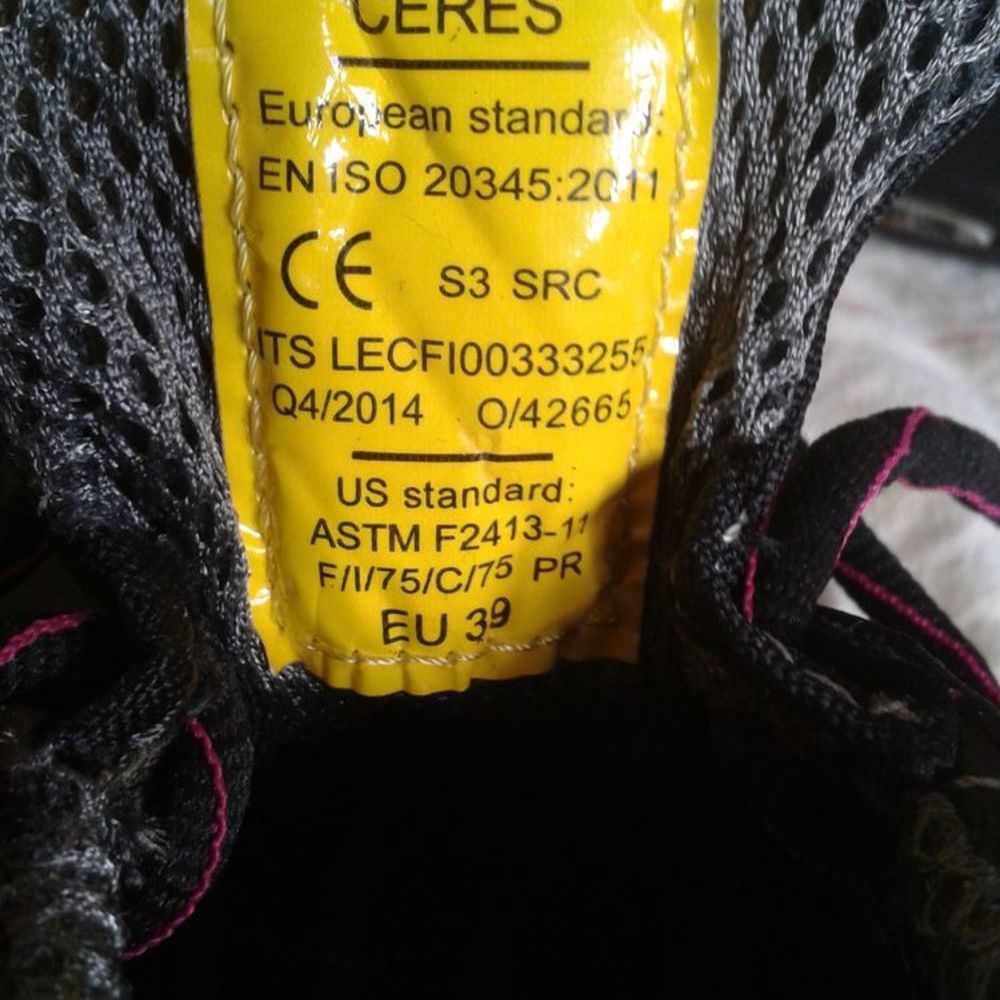 CERES
European standard:
EN ISO 20345:2011
CE S3 SRC
ITS LECFI00333255
Q4/2014 O/42665
US standard:
ASTM F2413-11
F/I/75/C/75 PR
EU 39